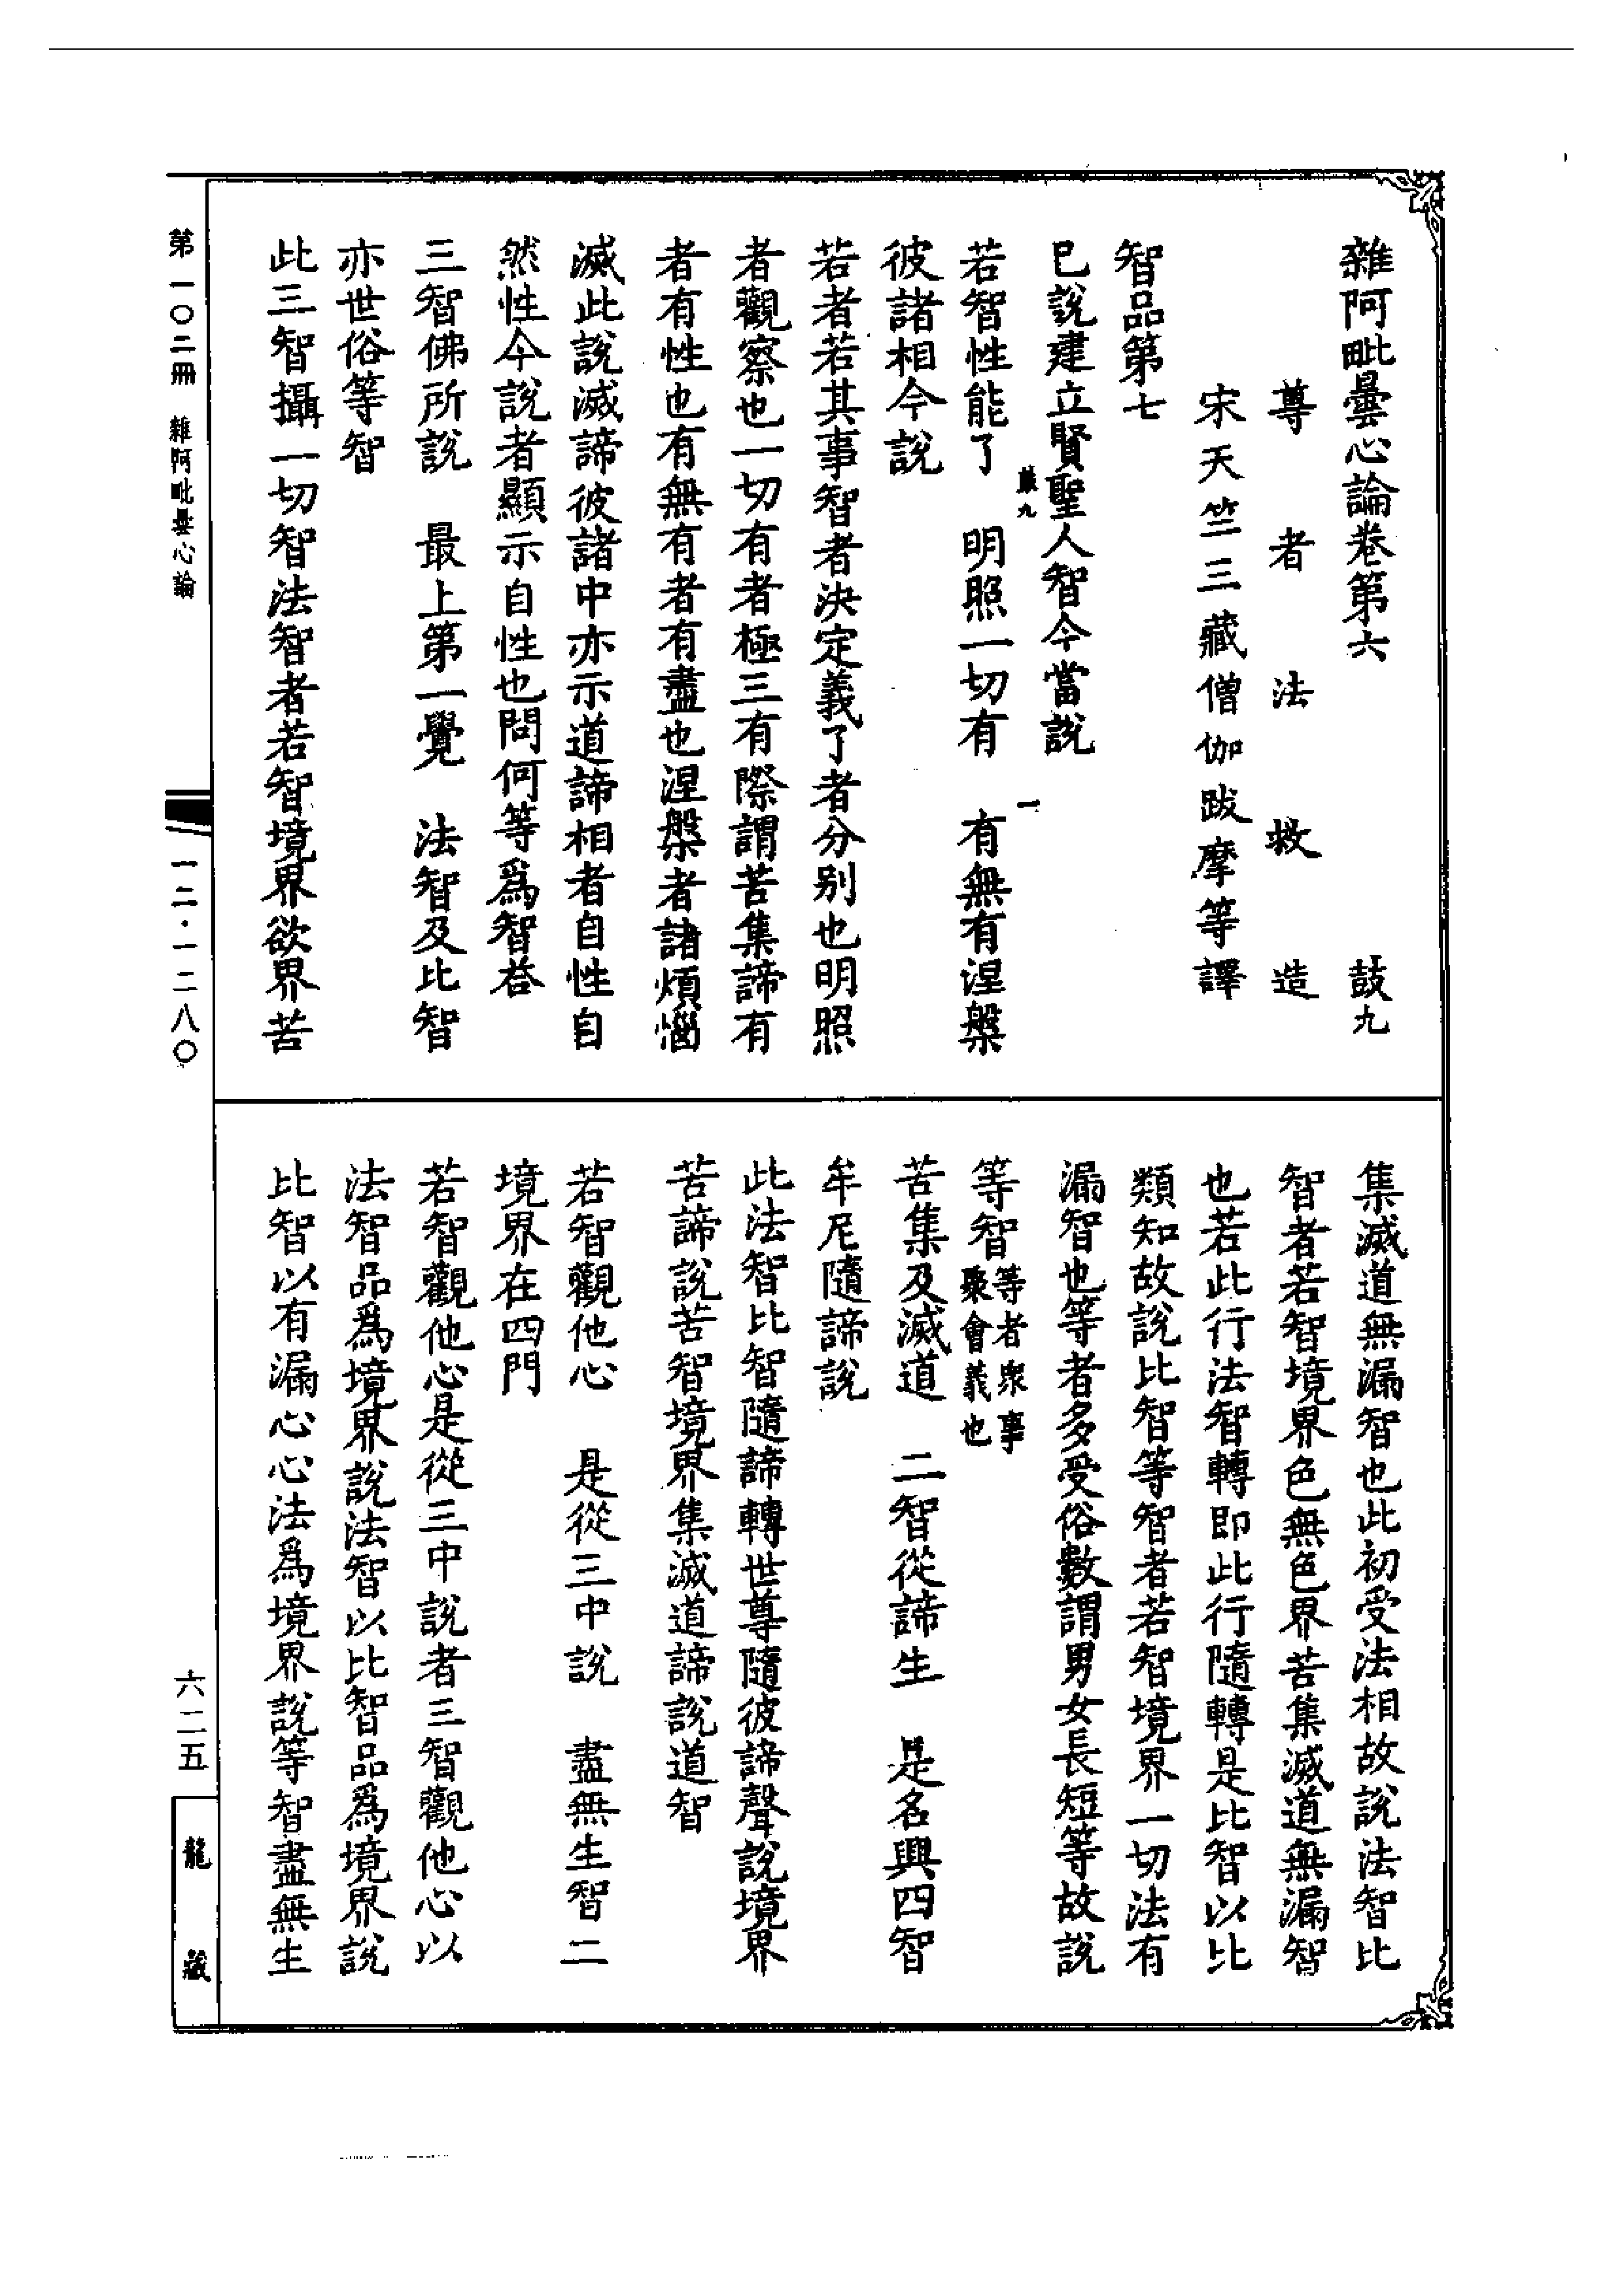 雜阿毗曇心論卷第六　鼓九
尊者法救造
宋天竺三藏僧伽跋摩等譯
智品第七
已說建立賢聖人智今當說
鼓九　一
若智性能了　明照一切有　有無有涅槃
彼諸相今說
若者若其事智者決定義了者分別也明照
者觀察也一切有者極三有際謂苦集諦有
者有性也有無有者有盡也涅槃者諸煩惱
滅此說滅諦彼諸中亦示道諦相者自性自
然性今說者顯示自性也問何等爲智荅
三智佛所說　最上第一覺　法智及比智
亦世俗等智
此三智攝一切智法智者若智境界欲界苦
集滅道無漏智也此初受法相故說法智比
智者若智境界色無色界苦集滅道無漏智
也若此行法智轉即此行隨轉是比智以比
類知故說比智等智者若智境界一切法有
漏智也等者多受俗數謂男女長短等故說
等智等者衆事聚會義也
苦集及滅道　二智從諦生　是名興四智
牟尼隨諦說
此法智比智隨諦轉世尊隨彼諦聲說境界
苦諦說苦智境界集滅道諦說道智
若智觀他心　是從三中說　盡無生智二
境界在四門
若智觀他心是從三中說者三智觀他心以
法智品爲境界說法智以比智品爲境界說
比智以有漏心心法爲境界說等智盡無生
第一〇二冊　雜阿毗曇心論
一二·一二八〇
六二五
龍藏